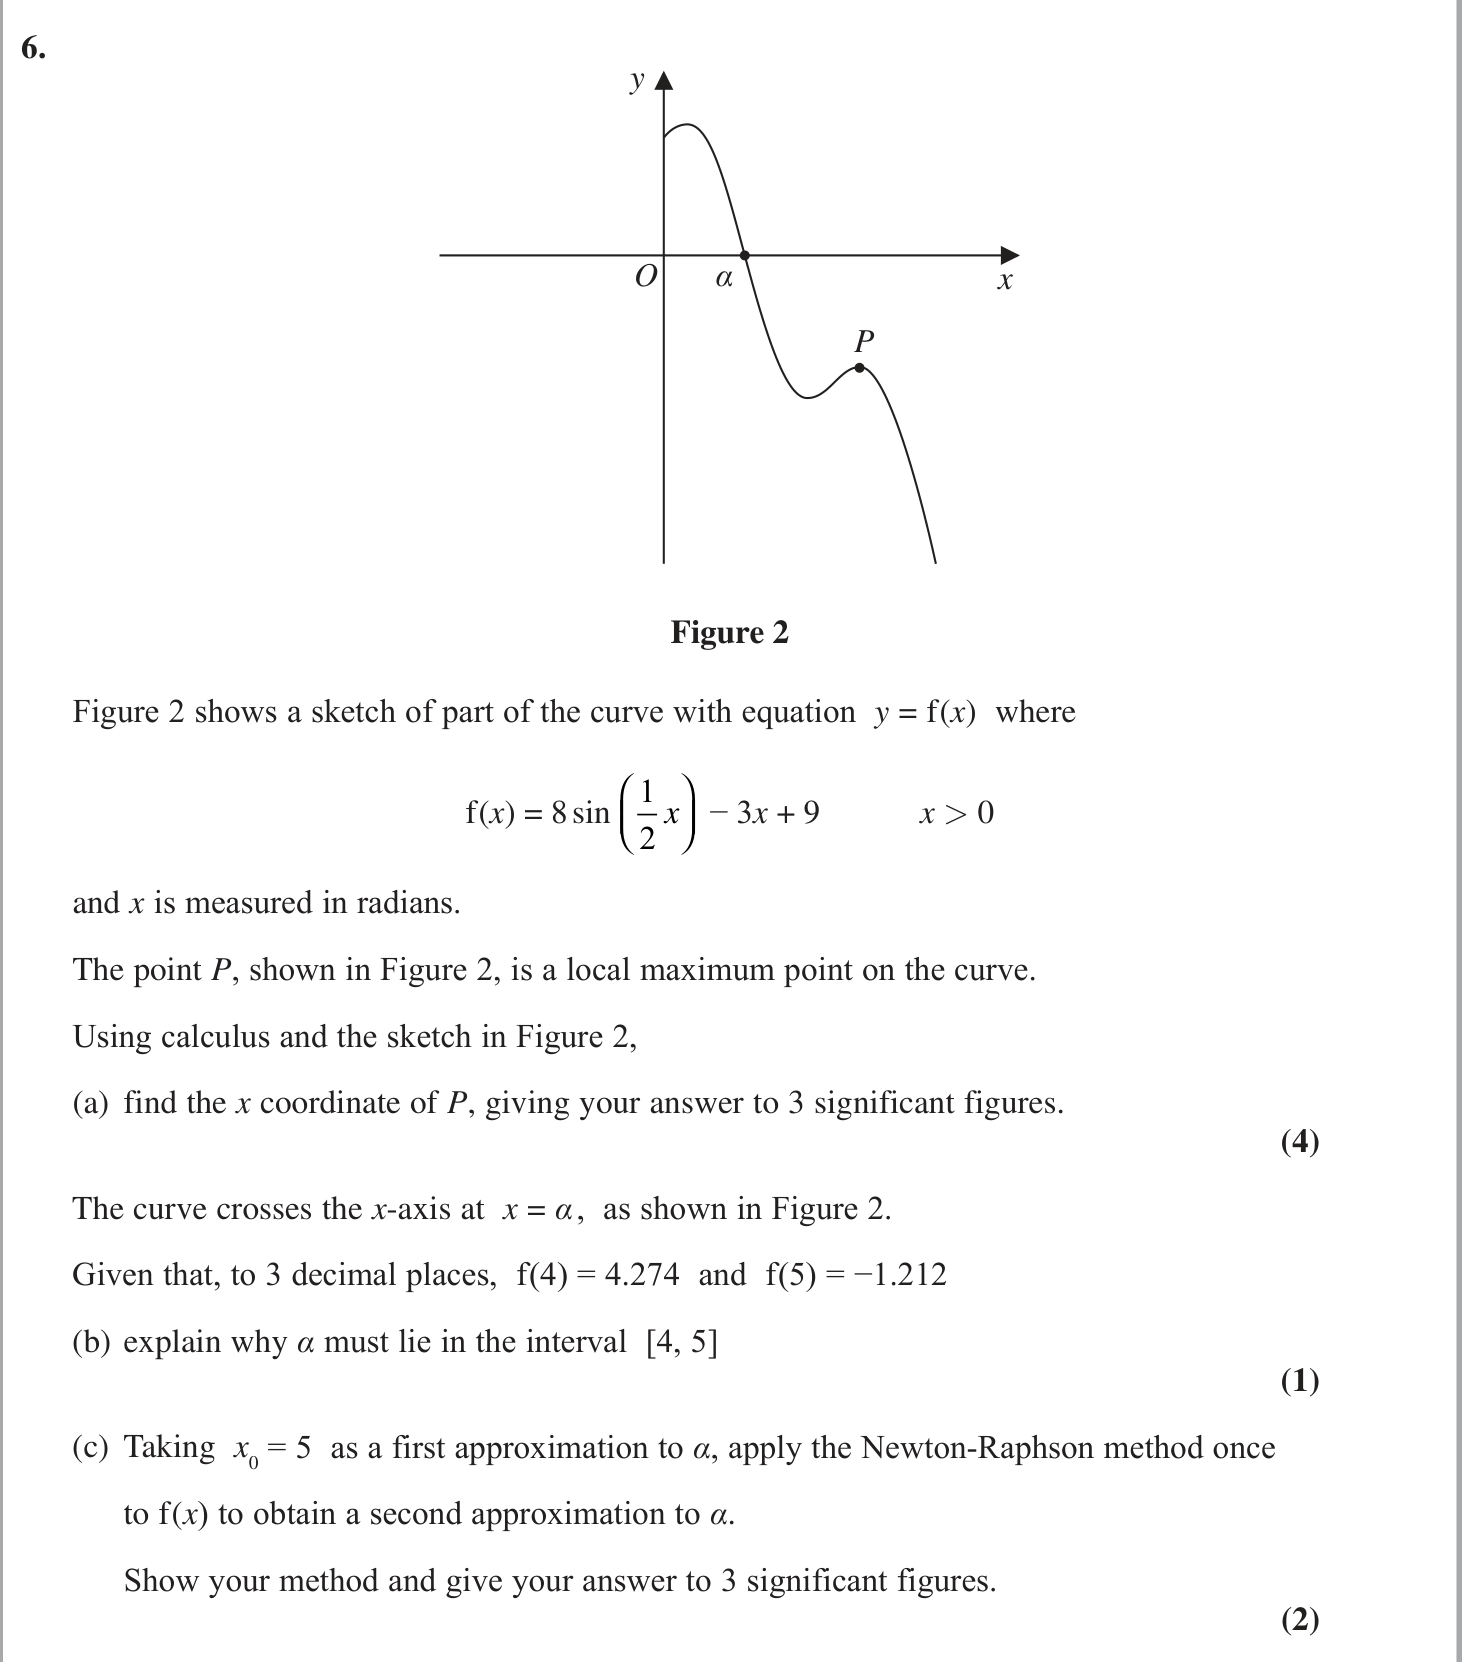 6.
y
O
α
x
P
Figure 2
Figure 2 shows a sketch of part of the curve with equation y = f(x) where
f(x) = 8 sin(1/2 x) − 3x + 9 x > 0
and x is measured in radians.
The point P, shown in Figure 2, is a local maximum point on the curve.
Using calculus and the sketch in Figure 2,
(a) find the x coordinate of P, giving your answer to 3 significant figures.
(4)
The curve crosses the x-axis at x = α, as shown in Figure 2.
Given that, to 3 decimal places, f(4) = 4.274 and f(5) = −1.212
(b) explain why α must lie in the interval [4, 5]
(1)
(c) Taking x₀ = 5 as a first approximation to α, apply the Newton-Raphson method once
to f(x) to obtain a second approximation to α.
Show your method and give your answer to 3 significant figures.
(2)